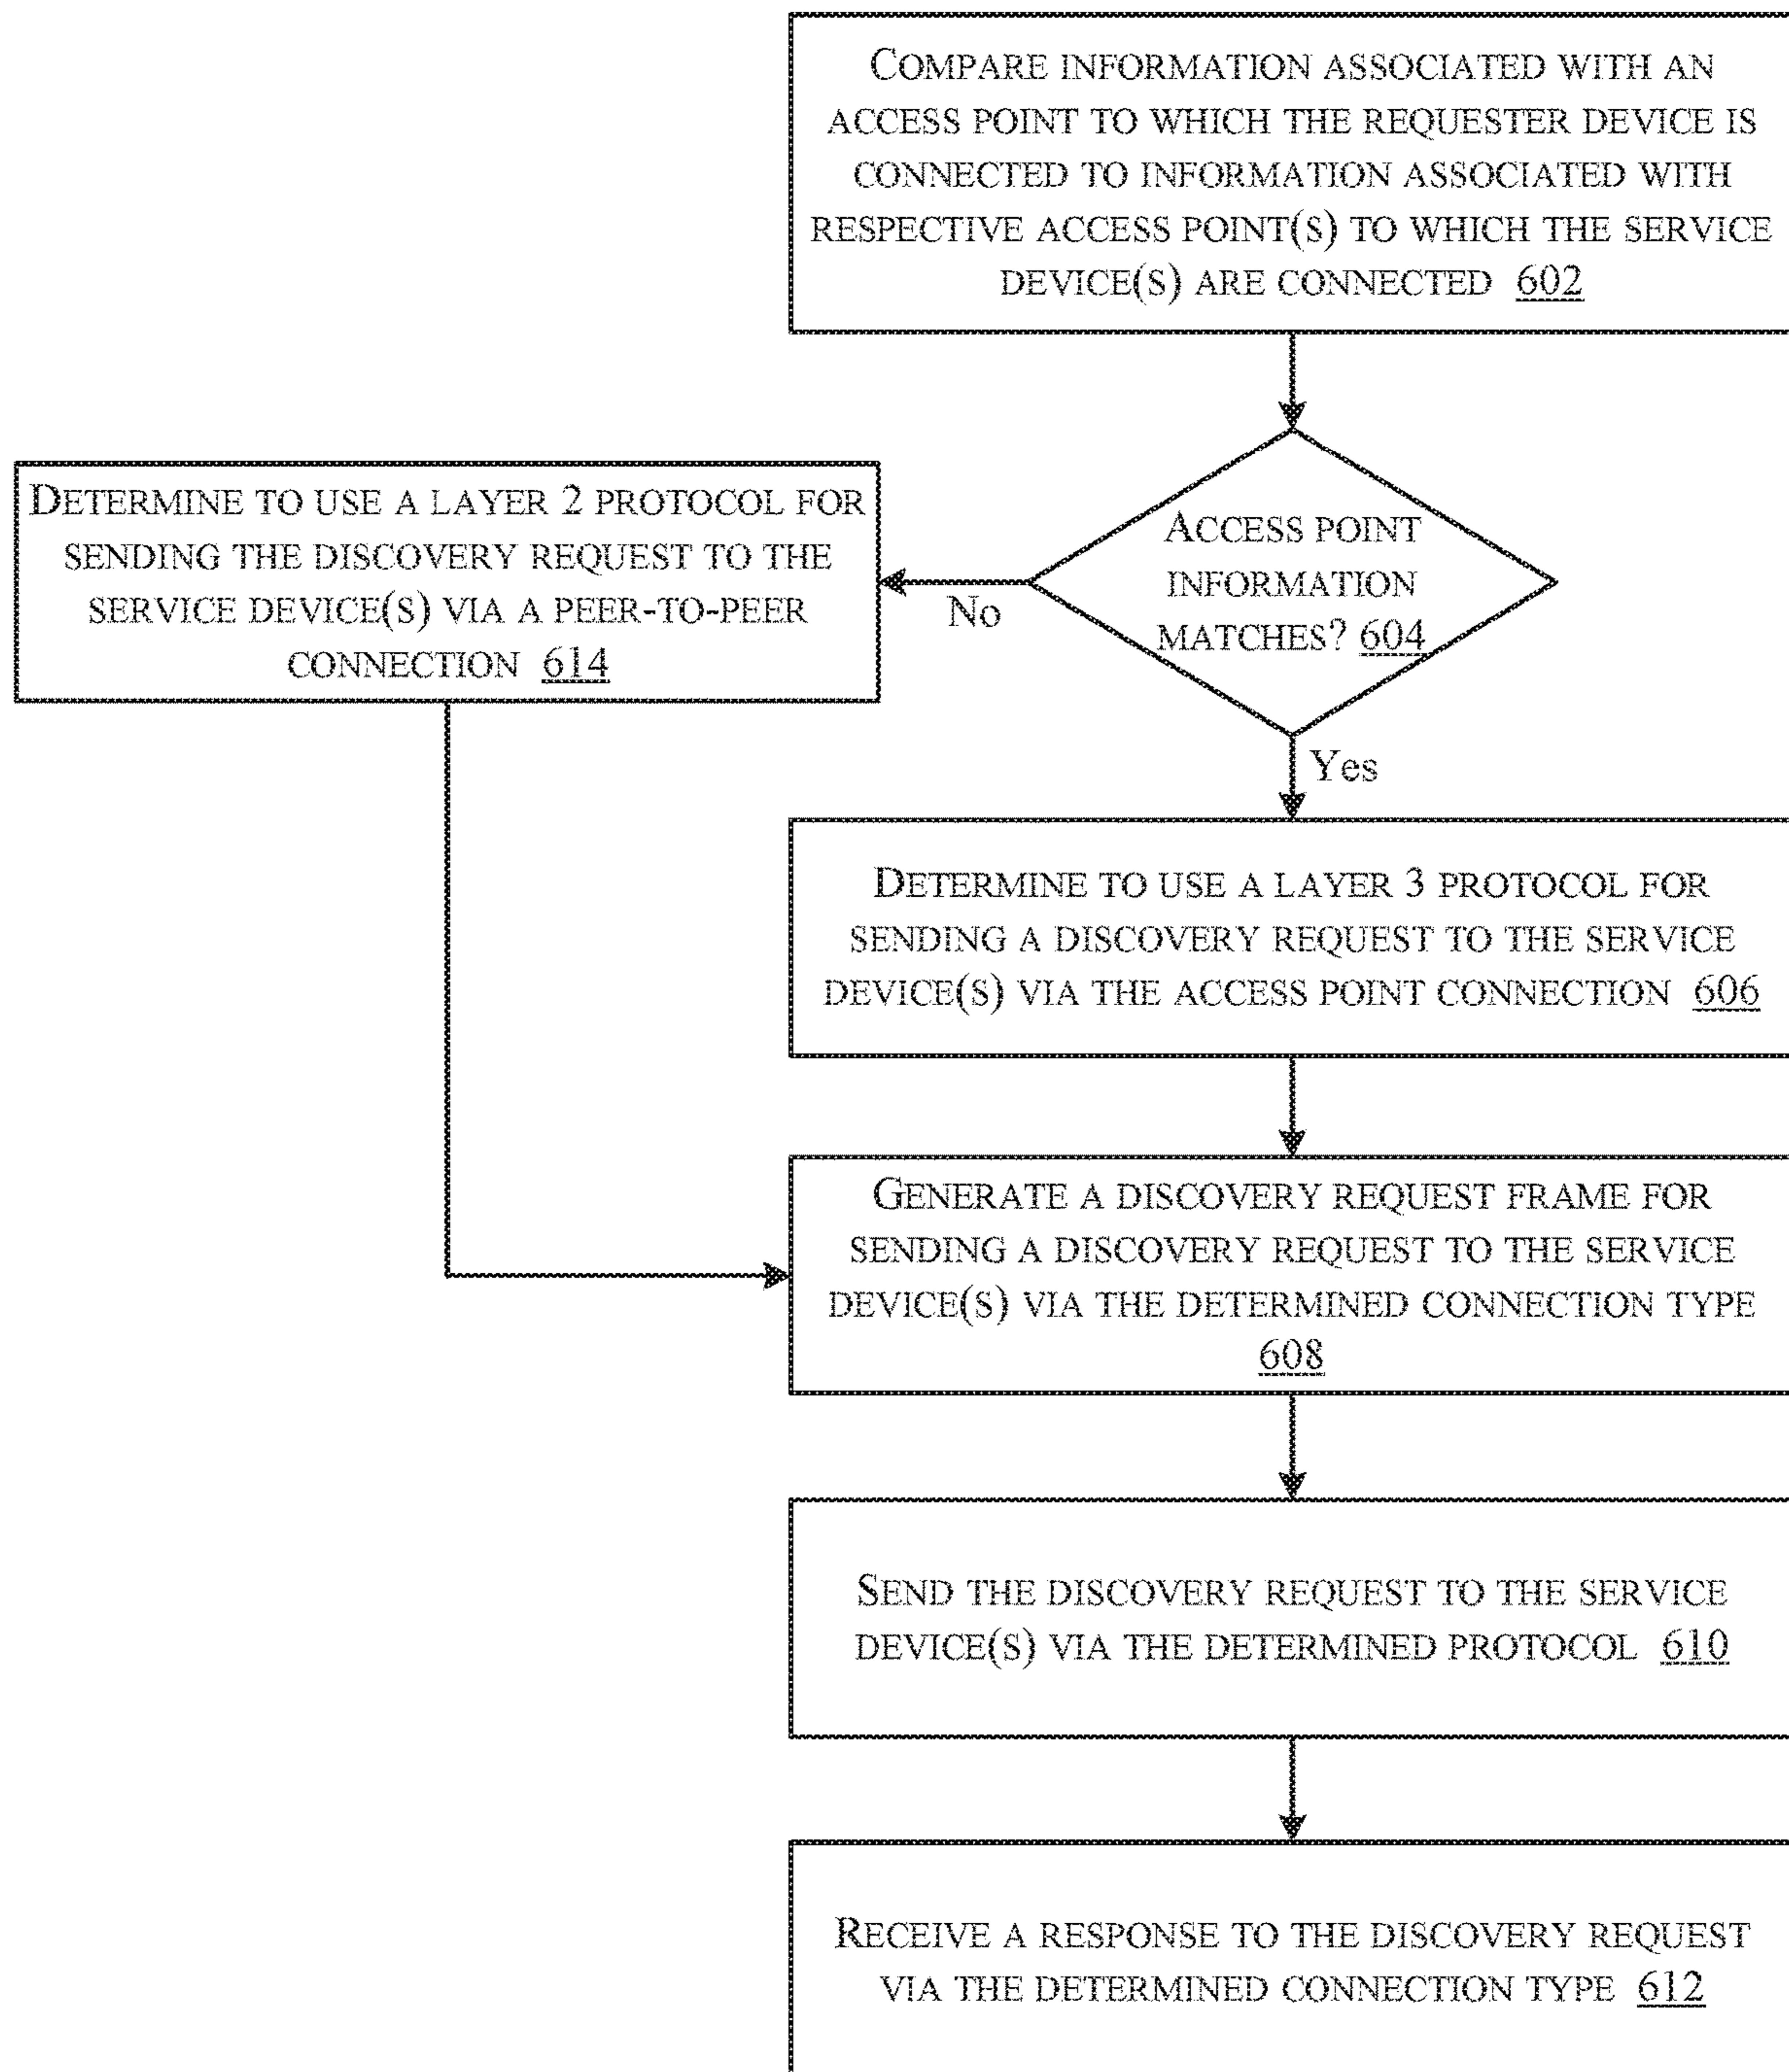 COMPARE INFORMATION ASSOCIATED WITH AN
ACCESS POINT TO WHICH THE REQUESTER DEVICE IS
CONNECTED TO INFORMATION ASSOCIATED WITH
RESPECTIVE ACCESS POINT(S) TO WHICH THE SERVICE
DEVICE(S) ARE CONNECTED 602
ACCESS POINT
INFORMATION
MATCHES? 604
No
DETERMINE TO USE A LAYER 2 PROTOCOL FOR
SENDING THE DISCOVERY REQUEST TO THE
SERVICE DEVICE(S) VIA A PEER-TO-PEER
CONNECTION 614
Yes
DETERMINE TO USE A LAYER 3 PROTOCOL FOR
SENDING A DISCOVERY REQUEST TO THE SERVICE
DEVICE(S) VIA THE ACCESS POINT CONNECTION 606
GENERATE A DISCOVERY REQUEST FRAME FOR
SENDING A DISCOVERY REQUEST TO THE SERVICE
DEVICE(S) VIA THE DETERMINED CONNECTION TYPE
608
SEND THE DISCOVERY REQUEST TO THE SERVICE
DEVICE(S) VIA THE DETERMINED PROTOCOL 610
RECEIVE A RESPONSE TO THE DISCOVERY REQUEST
VIA THE DETERMINED CONNECTION TYPE 612